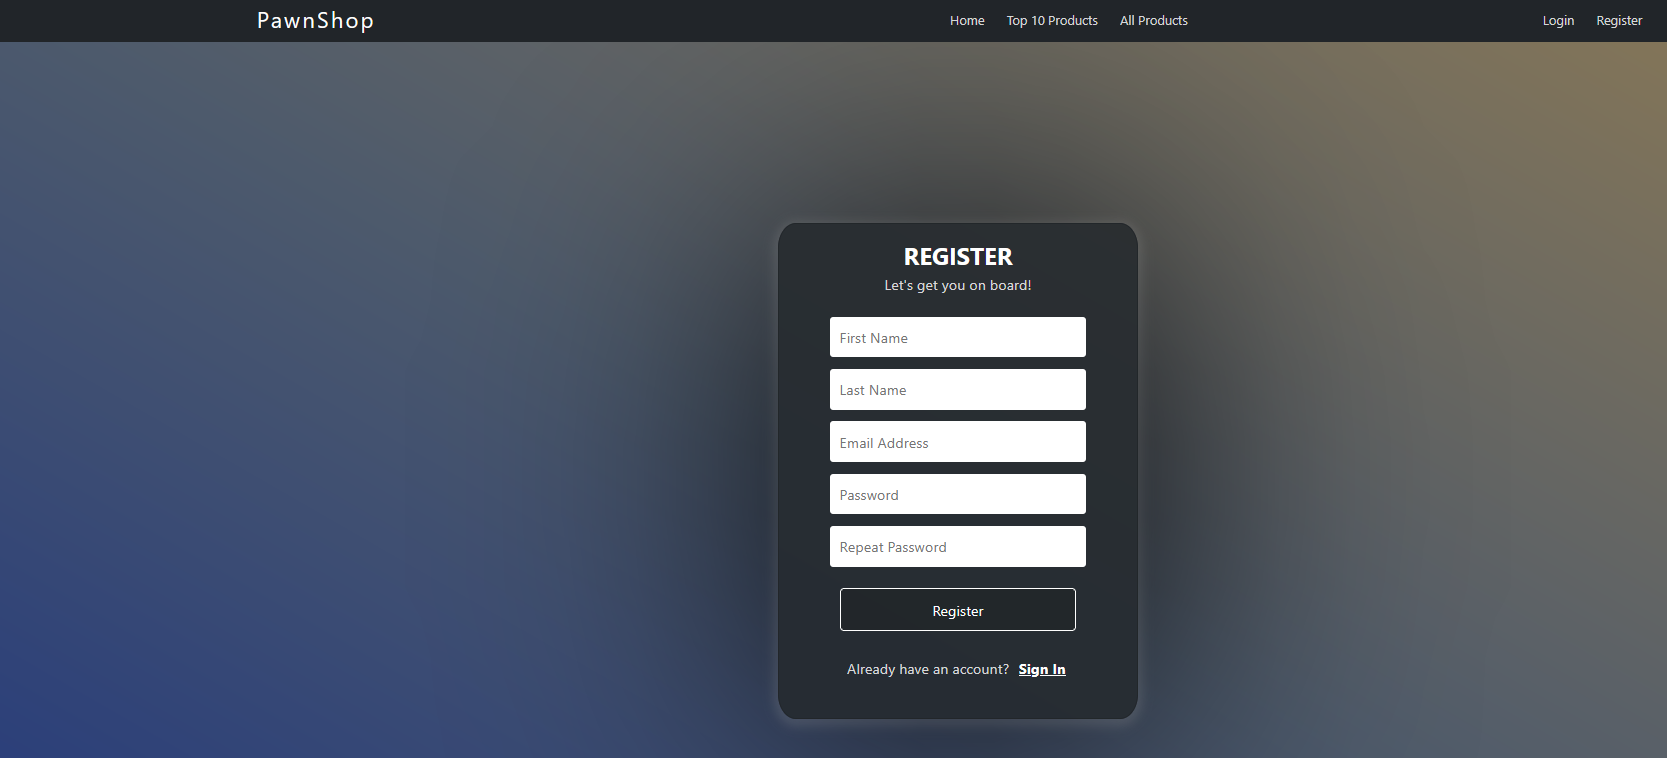 PawnShop
Home Top 10 Products All Products
Login Register
REGISTER
Let's get you on board!
First Name
Last Name
Email Address
Password
Repeat Password
Register
Already have an account? Sign In